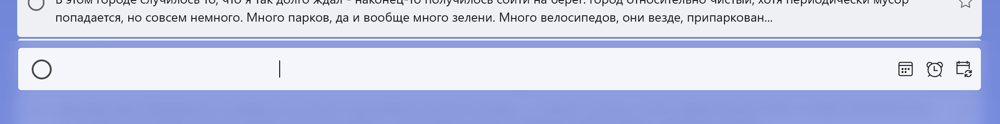 В этом городе случилось то, что я так долго ждал - наконец-то получилось сойти на берег. Город относительно чистый, хотя периодически мусор
попадается, но совсем немного. Много парков, да и вообще много зелени. Много велосипедов, они везде, припаркован...